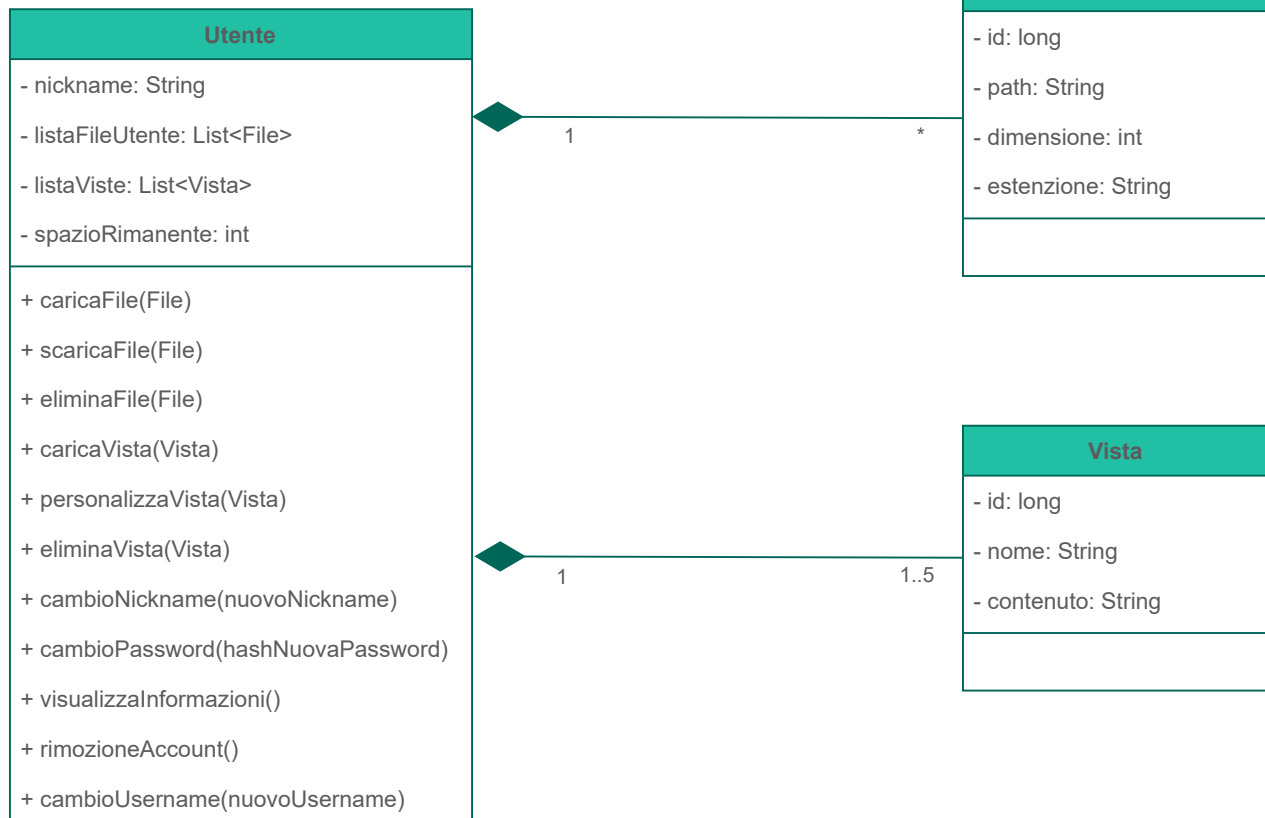 Utente
- nickname: String
- listaFileUtente: List<File>
- listaViste: List<Vista>
- spazioRimanente: int
+ caricaFile(File)
+ scaricaFile(File)
+ eliminaFile(File)
+ caricaVista(Vista)
+ personalizzaVista(Vista)
+ eliminaVista(Vista)
+ cambioNickname(nuovoNickname)
+ cambioPassword(hashNuovaPassword)
+ visualizzaInformazioni()
+ rimozioneAccount()
+ cambioUsername(nuovoUsername)
1
*
- id: long
- path: String
- dimensione: int
- estenzione: String
1
1..5
Vista
- id: long
- nome: String
- contenuto: String